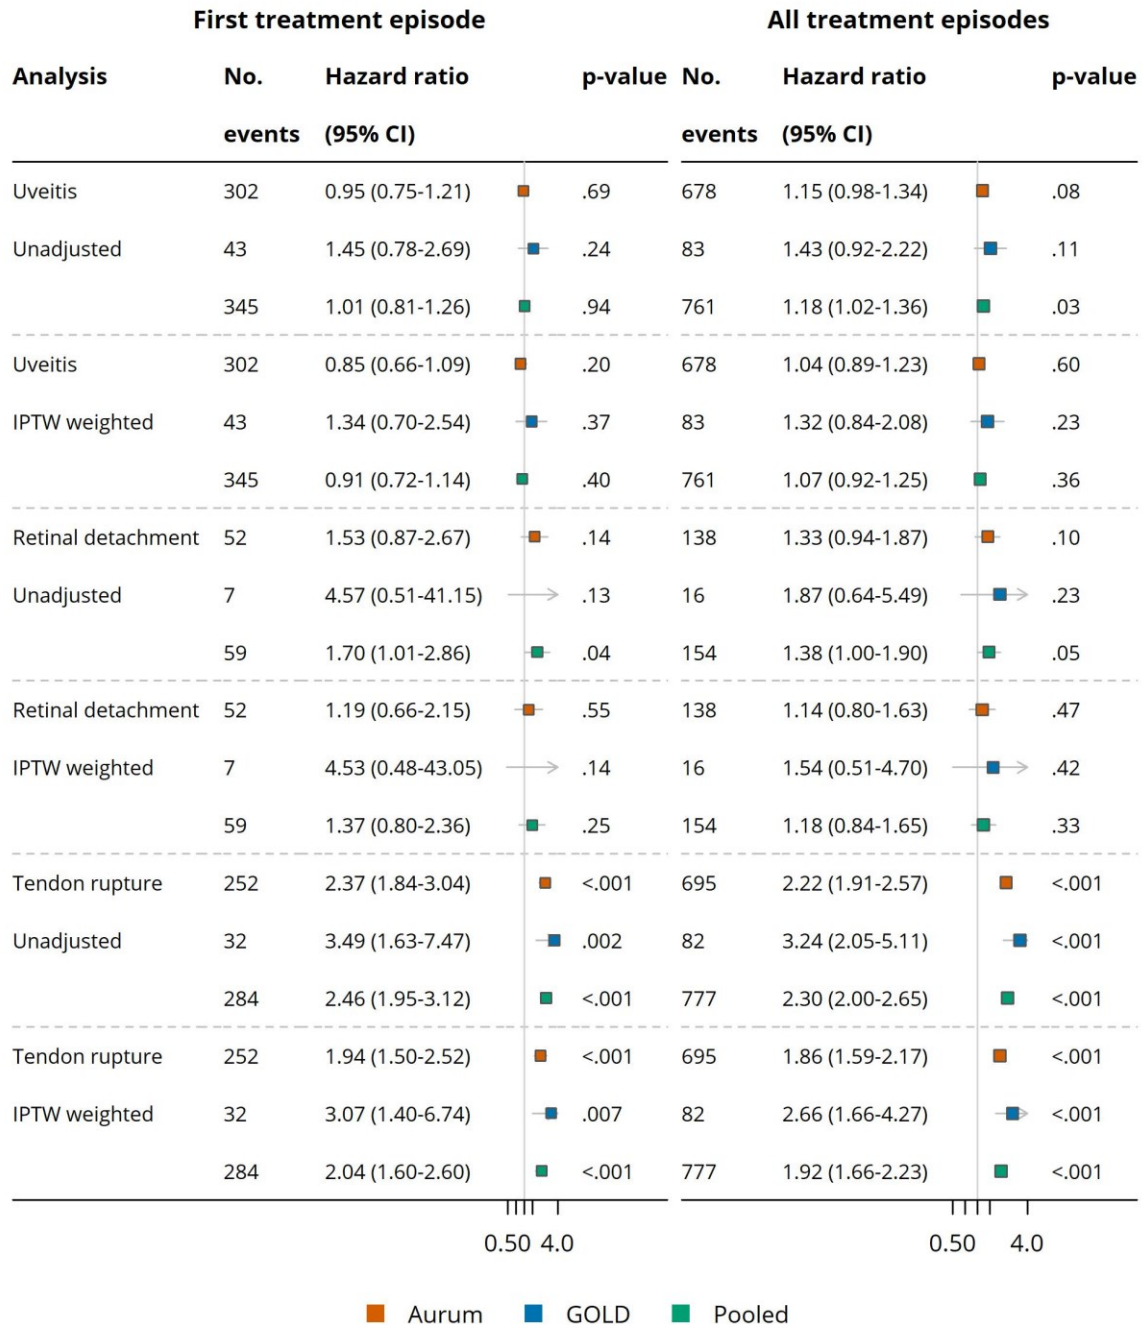 First treatment episode All treatment episodes
Analysis No. Hazard ratio p-value No. Hazard ratio p-value
events (95% CI) events (95% CI)
Uveitis 302 0.95 (0.75-1.21) .69 678 1.15 (0.98-1.34) .08
Unadjusted 43 1.45 (0.78-2.69) .24 83 1.43 (0.92-2.22) .11
345 1.01 (0.81-1.26) .94 761 1.18 (1.02-1.36) .03
Uveitis 302 0.85 (0.66-1.09) .20 678 1.04 (0.89-1.23) .60
IPTW weighted 43 1.34 (0.70-2.54) .37 83 1.32 (0.84-2.08) .23
345 0.91 (0.72-1.14) .40 761 1.07 (0.92-1.25) .36
Retinal detachment 52 1.53 (0.87-2.67) .14 138 1.33 (0.94-1.87) .10
Unadjusted 7 4.57 (0.51-41.15) .13 16 1.87 (0.64-5.49) .23
59 1.70 (1.01-2.86) .04 154 1.38 (1.00-1.90) .05
Retinal detachment 52 1.19 (0.66-2.15) .55 138 1.14 (0.80-1.63) .47
IPTW weighted 7 4.53 (0.48-43.05) .14 16 1.54 (0.51-4.70) .42
59 1.37 (0.80-2.36) .25 154 1.18 (0.84-1.65) .33
Tendon rupture 252 2.37 (1.84-3.04) <.001 695 2.22 (1.91-2.57) <.001
Unadjusted 32 3.49 (1.63-7.47) .002 82 3.24 (2.05-5.11) <.001
284 2.46 (1.95-3.12) <.001 777 2.30 (2.00-2.65) <.001
Tendon rupture 252 1.94 (1.50-2.52) <.001 695 1.86 (1.59-2.17) <.001
IPTW weighted 32 3.07 (1.40-6.74) .007 82 2.66 (1.66-4.27) <.001
284 2.04 (1.60-2.60) <.001 777 1.92 (1.66-2.23) <.001
0.50 4.0 0.50 4.0
Aurum GOLD Pooled